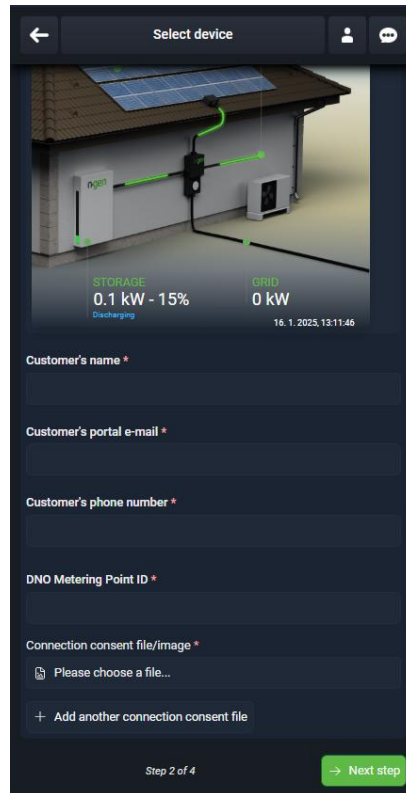 Select device
n·gen
STORAGE
GRID
0.1 kW - 15%
0 kW
Discharging
16. 1. 2025, 13:11:46
Customer's name *
Customer's portal e-mail *
Customer's phone number *
DNO Metering Point ID *
Connection consent file/image *
Please choose a file...
+ Add another connection consent file
Step 2 of 4
→ Next step